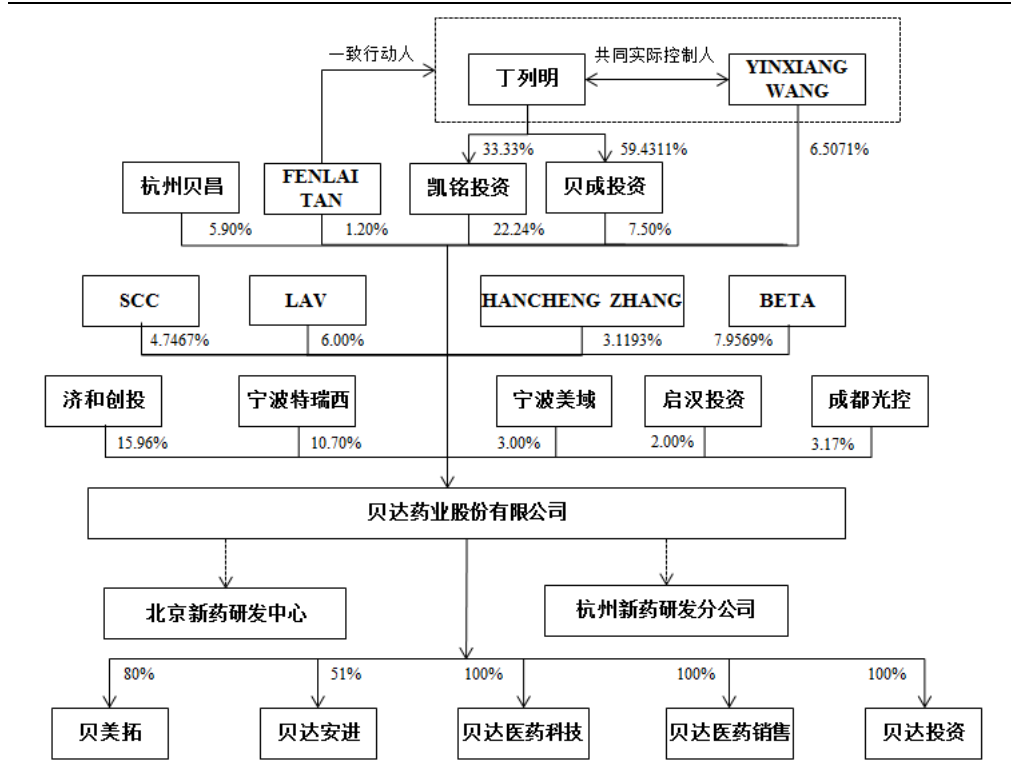 一致行动人
共同实际控制人
丁列明
YINXIANG
WANG
33.33%
59.4311%
6.5071%
杭州贝昌
FENLAI
TAN
凯铭投资
贝成投资
5.90%
1.20%
22.24%
7.50%
SCC
LAV
HANCHENG ZHANG
BETA
4.7467%
6.00%
3.1193%
7.9569%
济和创投
宁波特瑞西
宁波美域
启汉投资
成都光控
15.96%
10.70%
3.00%
2.00%
3.17%
贝达药业股份有限公司
北京新药研发中心
杭州新药研发分公司
80%
51%
100%
100%
100%
贝美拓
贝达安进
贝达医药科技
贝达医药销售
贝达投资